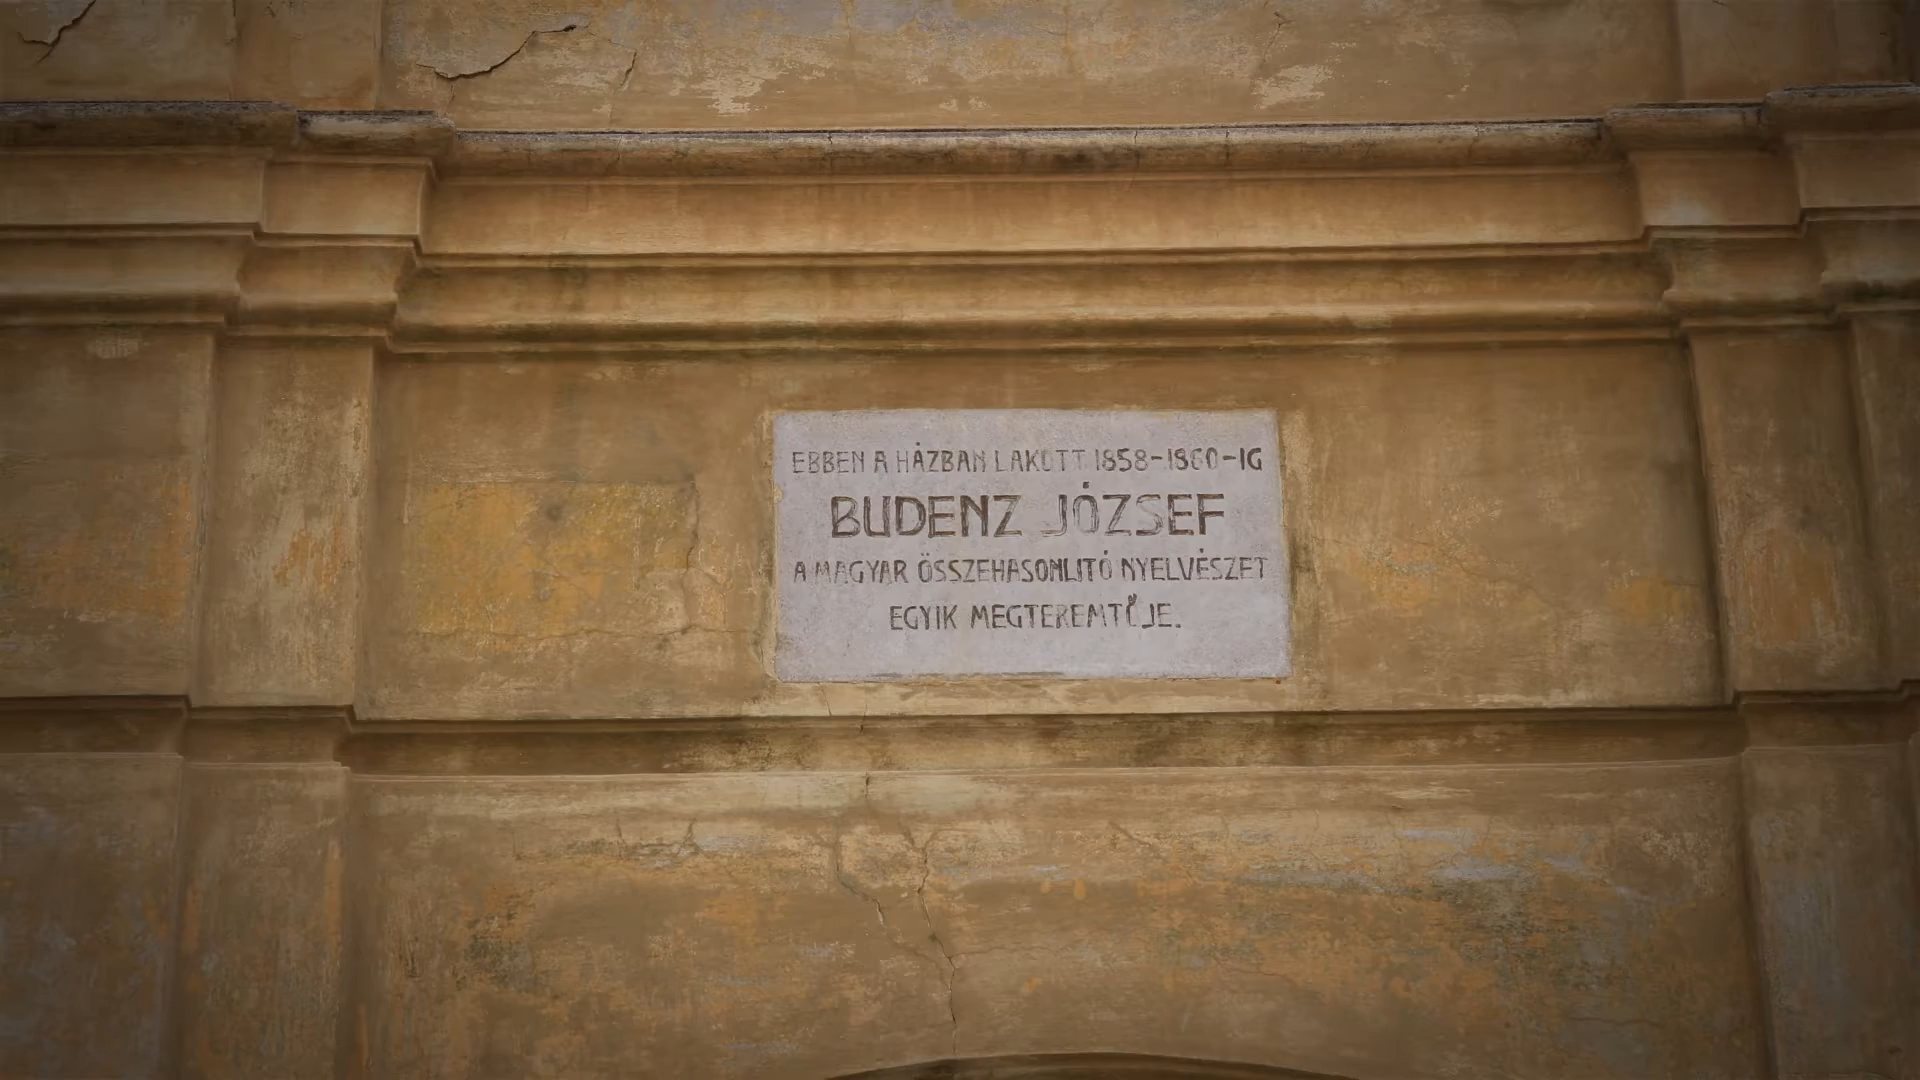 EBBEN A HÁZBAN LAKOTT 1858-1860-IG
BUDENZ JÓZSEF
A MAGYAR ÖSSZEHASONLITÓ NYELVÉSZET
EGYIK MEGTEREMTŐJE.